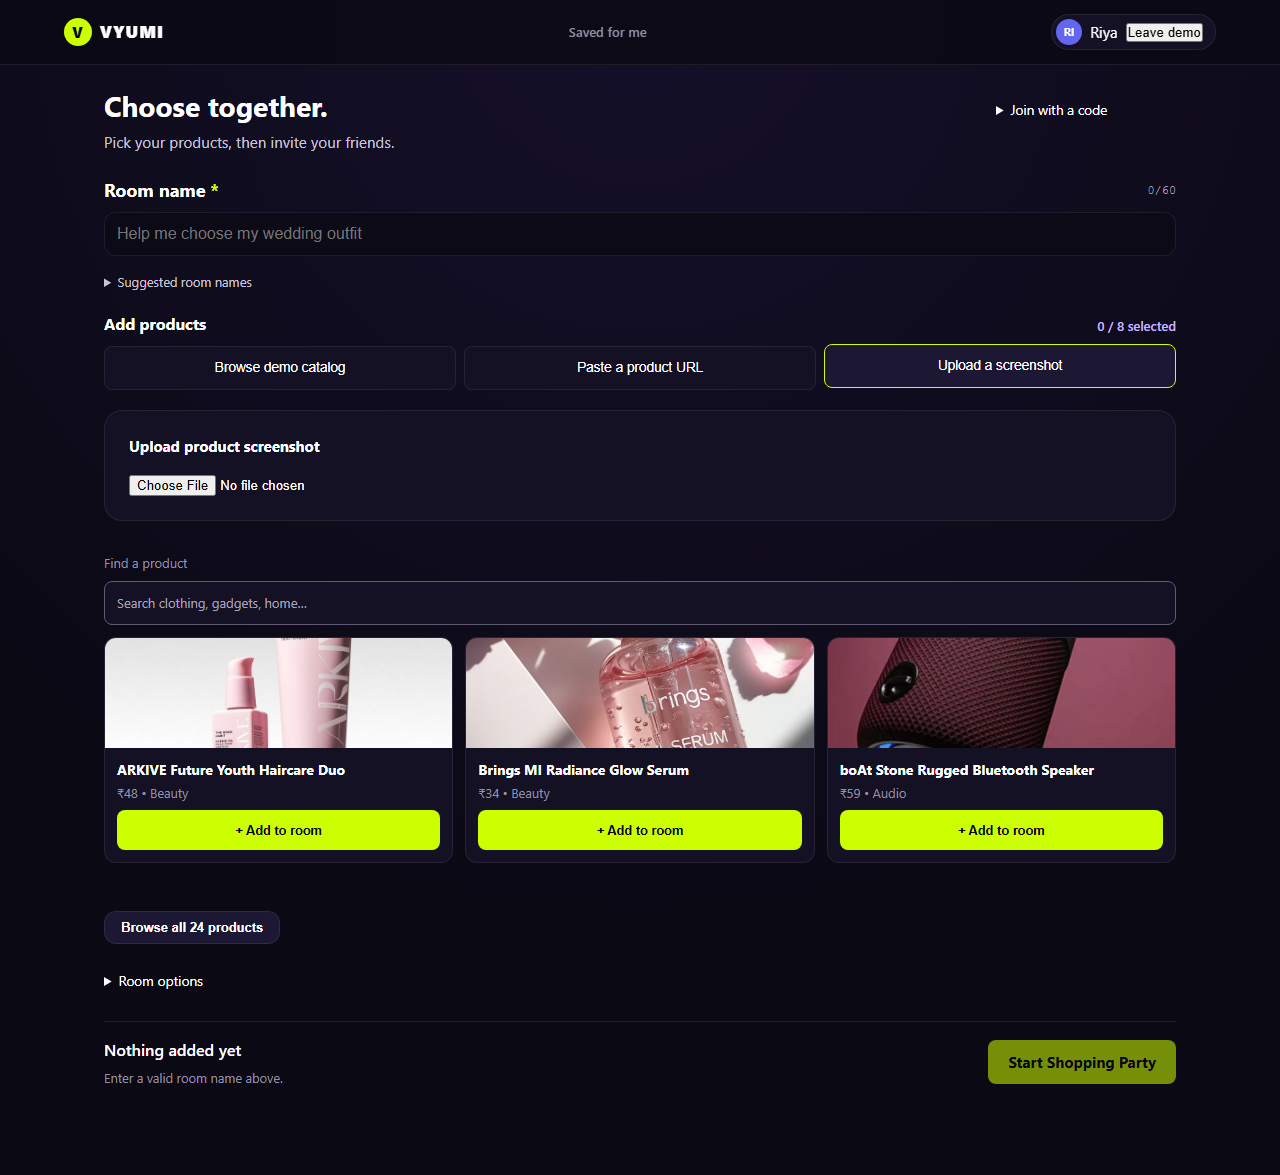 V VYUMI
Saved for me
RI Riya Leave demo
Choose together.
Join with a code
Pick your products, then invite your friends.
Room name *
0/60
Help me choose my wedding outfit
Suggested room names
Add products
0 / 8 selected
Browse demo catalog
Paste a product URL
Upload a screenshot
Upload product screenshot
Choose File No file chosen
Find a product
Search clothing, gadgets, home...
ARKIVE
brings
SERUM
ARKIVE Future Youth Haircare Duo
₹48 • Beauty
+ Add to room
Brings MI Radiance Glow Serum
₹34 • Beauty
+ Add to room
boAt Stone Rugged Bluetooth Speaker
₹59 • Audio
+ Add to room
Browse all 24 products
Room options
Nothing added yet
Enter a valid room name above.
Start Shopping Party